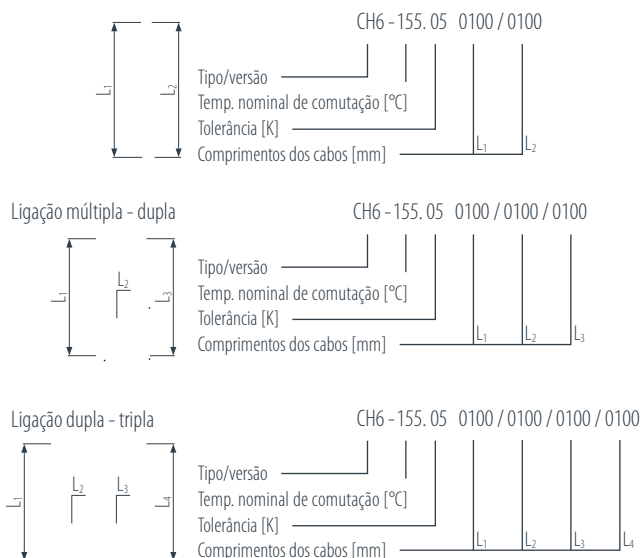 CH6 - 155. 05 0100 / 0100
L1 L2
Tipo/versão
Temp. nominal de comutação [°C]
Tolerância [K]
Comprimentos dos cabos [mm]
L1 L2
Ligação múltipla - dupla
CH6 - 155. 05 0100 / 0100 / 0100
L1 L2 L3
Tipo/versão
Temp. nominal de comutação [°C]
Tolerância [K]
Comprimentos dos cabos [mm]
L1 L2 L3
Ligação dupla - tripla
CH6 - 155. 05 0100 / 0100 / 0100 / 0100
L1 L2 L3 L4
Tipo/versão
Temp. nominal de comutação [°C]
Tolerância [K]
Comprimentos dos cabos [mm]
L1 L2 L3 L4